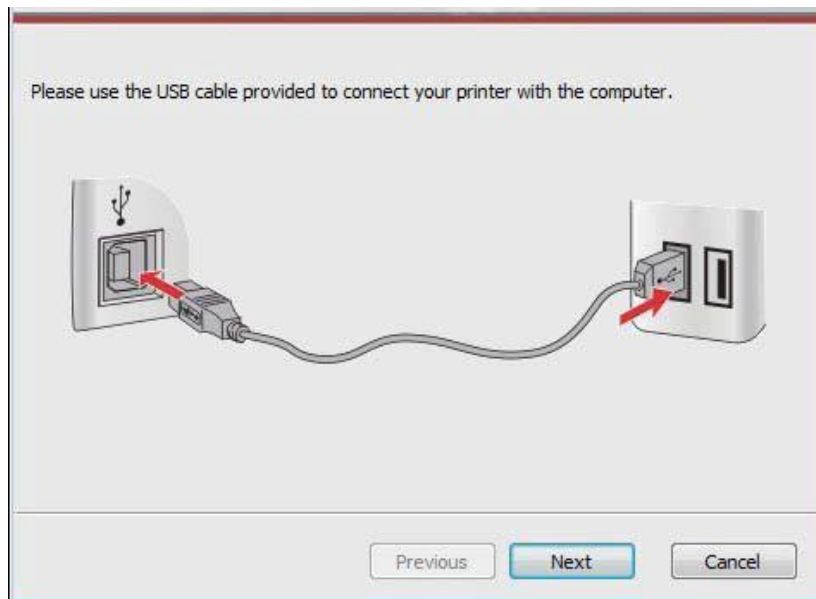 Please use the USB cable provided to connect your printer with the computer.
Previous
Next
Cancel